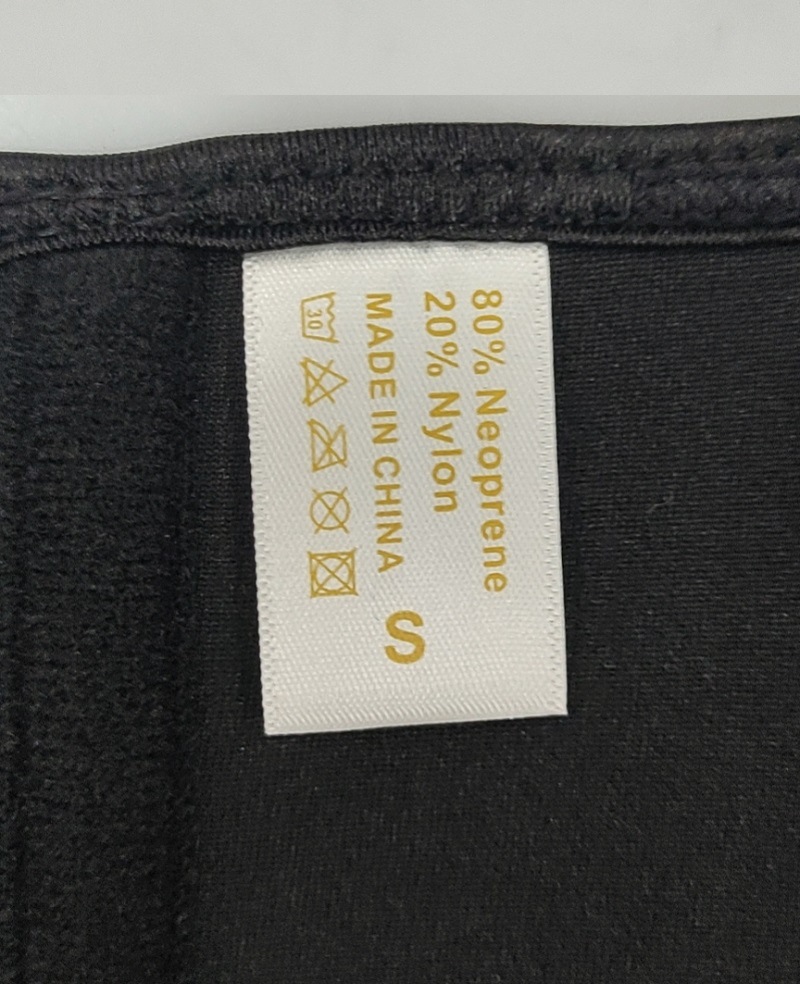 80% Neoprene
20% Nylon
MADE IN CHINA
S
30